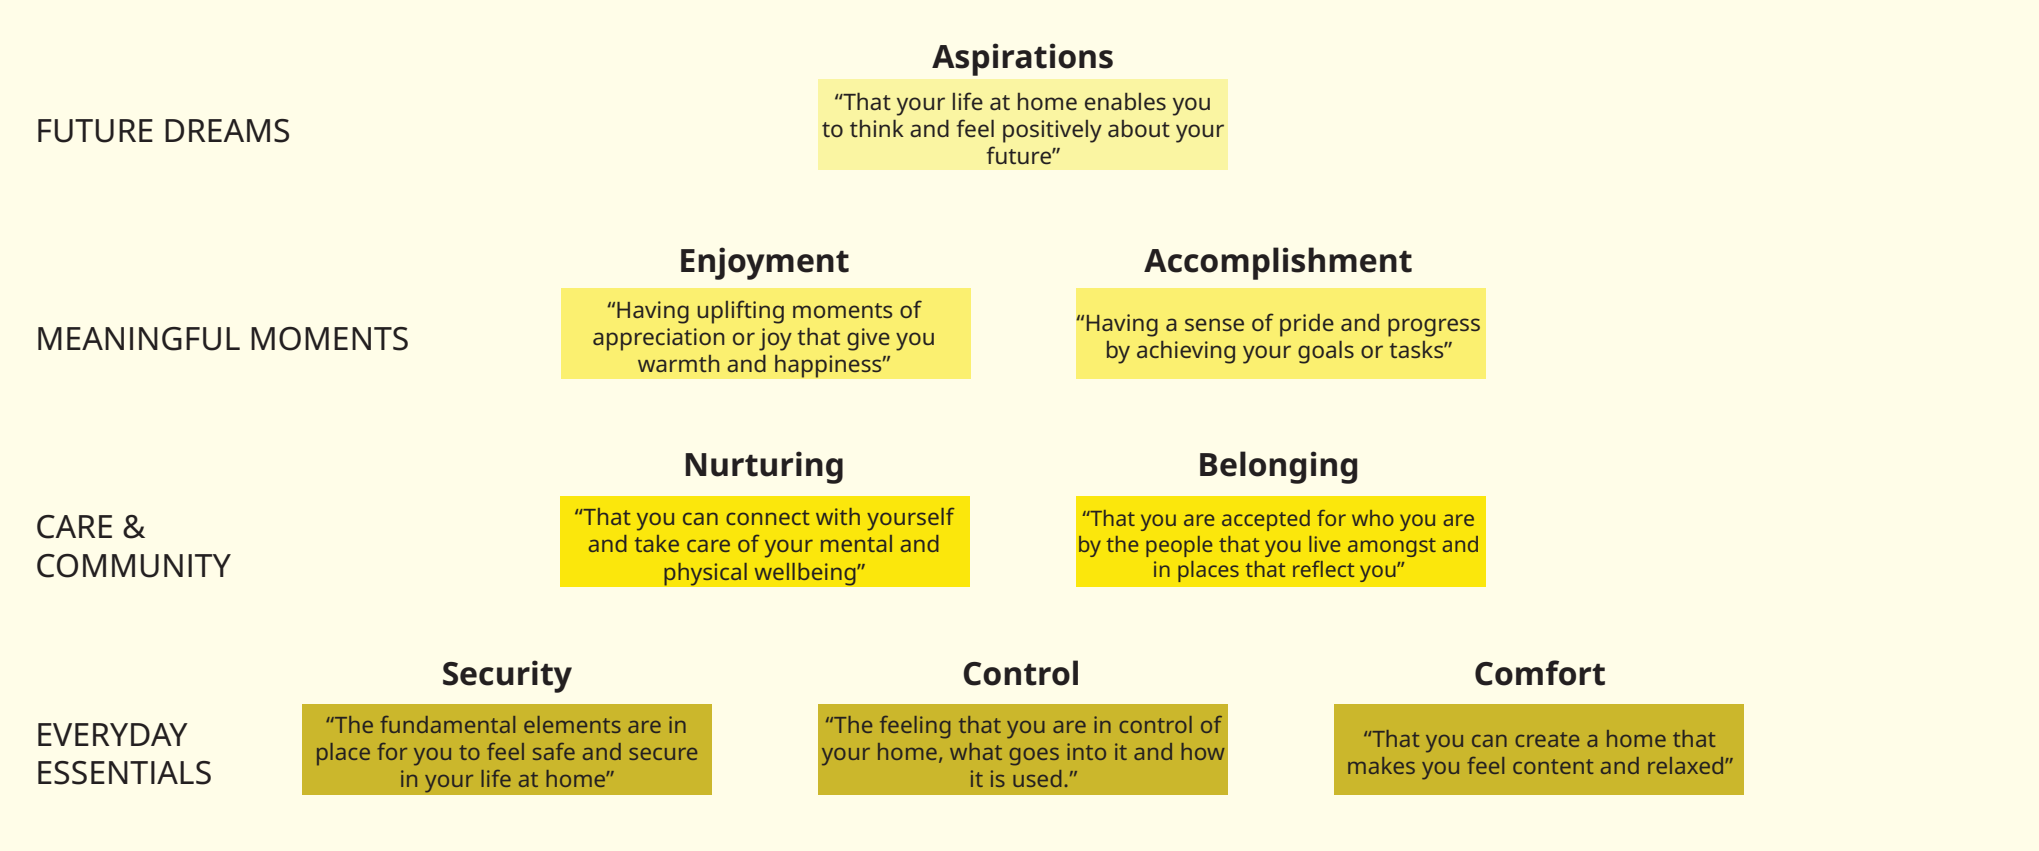 Aspirations
FUTURE DREAMS
“That your life at home enables you
to think and feel positively about your
future”
Enjoyment
Accomplishment
MEANINGFUL MOMENTS
“Having uplifting moments of
appreciation or joy that give you
warmth and happiness”
“Having a sense of pride and progress
by achieving your goals or tasks”
Nurturing
Belonging
CARE &
COMMUNITY
“That you can connect with yourself
and take care of your mental and
physical wellbeing”
“That you are accepted for who you are
by the people that you live amongst and
in places that reflect you”
Security
Control
Comfort
EVERYDAY
ESSENTIALS
“The fundamental elements are in
place for you to feel safe and secure
in your life at home”
“The feeling that you are in control of
your home, what goes into it and how
it is used.”
“That you can create a home that
makes you feel content and relaxed”